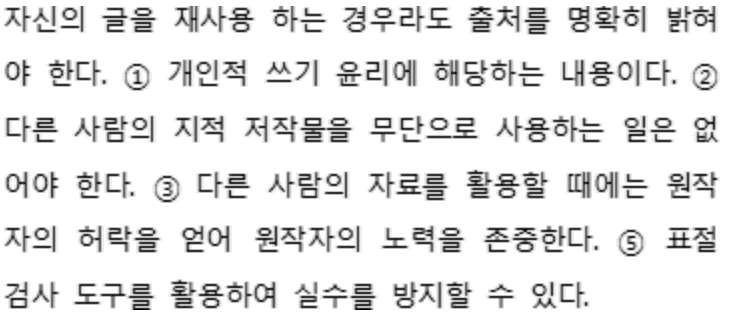 자신의 글을 재사용 하는 경우라도 출처를 명확히 밝혀
야 한다. ① 개인적 쓰기 윤리에 해당하는 내용이다. ②
다른 사람의 지적 저작물을 무단으로 사용하는 일은 없
어야 한다. ③ 다른 사람의 자료를 활용할 때에는 원작
자의 허락을 얻어 원작자의 노력을 존중한다. ⑤ 표절
검사 도구를 활용하여 실수를 방지할 수 있다.